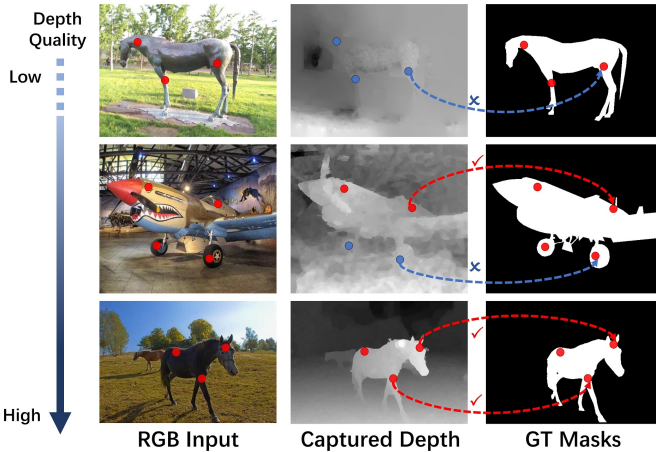 Depth
Quality
Low
High
RGB Input
Captured Depth
GT Masks